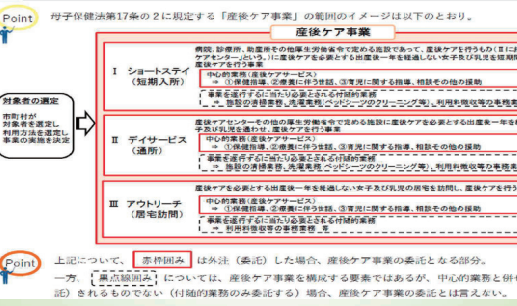 Point
母子保健法第17条の2に規定する「産後ケア事業」の範囲のイメージは以下のとおり。
産後ケア事業
対象者の選定
市町村が
対象者を選定し
利用方法を選定し
事業の実施を決定
Ⅰ ショートステイ
(短期入所)
病院、診療所、助産所その他厚生労働省令で定める施設であって、産後ケアを行うもの(Ⅱにお
ケアセンター」という。)に産後ケアを必要とする出産後一年を経過しない女子及び乳児を短期間
産後ケアを行う事業
中心的業務(産後ケアサービス)
⇒ ①保健指導、②療養に伴う世話、③育児に関する指導、相談その他の援助
事業を遂行するに当たり必要とされる付随的業務
⇒ 施設の清掃業務、洗濯業務(ベッドシーツのクリーニング等)、利用料徴収等の事務業
Ⅱ デイサービス
(通所)
産後ケアセンターその他の厚生労働省令で定める施設に産後ケアを必要とする出産後一年を経
子及び乳児を通わせ、産後ケアを行う事業
中心的業務(産後ケアサービス)
⇒ ①保健指導、②療養に伴う世話、③育児に関する指導、相談その他の援助
事業を遂行するに当たり必要とされる付随的業務
⇒ 施設の清掃業務、洗濯業務(ベッドシーツのクリーニング等)、利用料徴収等の事務業
Ⅲ アウトリーチ
(居宅訪問)
産後ケアを必要とする出産後一年を経過しない女子及び乳児の居宅を訪問し、産後ケアを行う
中心的業務(産後ケアサービス)
⇒ ①保健指導、②療養に伴う世話、③育児に関する指導、相談その他の援助
事業を遂行するに当たり必要とされる付随的業務
⇒ 利用料徴収等の事務業務 等
Point
上記について、 赤枠囲み は外注(委託)した場合、産後ケア事業の委託となる部分。
一方、 黒点線囲み については、産後ケア事業を構成する要素ではあるが、中心的業務と併せ
託)されるものでない(付随的業務のみ委託する)場合、産後ケア事業の委託とは言えない。